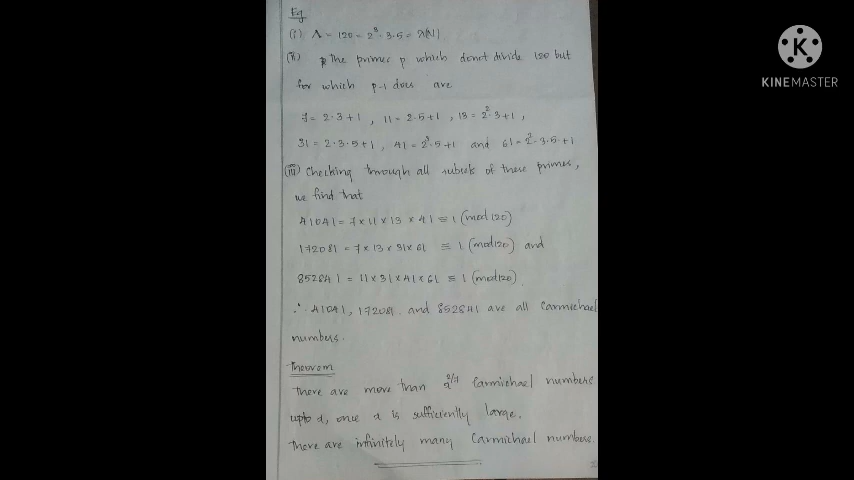 Eg
(i) Λ = 120 = 2³·3·5 = λ(Λ)
(ii) The primes p which donot divide 120 but
for which p-1 does are
7 = 2·3+1, 11 = 2·5+1, 13 = 2²·3+1,
31 = 2·3·5+1, 41 = 2³·5+1 and 61 = 2²·3·5+1
(iii) Checking through all subsets of these primes,
we find that
41041 = 7×11×13×41 ≡ 1 (mod 120)
172081 = 7×13×31×61 ≡ 1 (mod 120) and
852841 = 11×31×41×61 ≡ 1 (mod 120)
∴ 41041, 172081 and 852841 are all Carmichael
numbers.
Theorem
There are more than x^2/7 Carmichael numbers
upto x, once x is sufficiently large.
There are infinitely many Carmichael numbers.
KINEMASTER